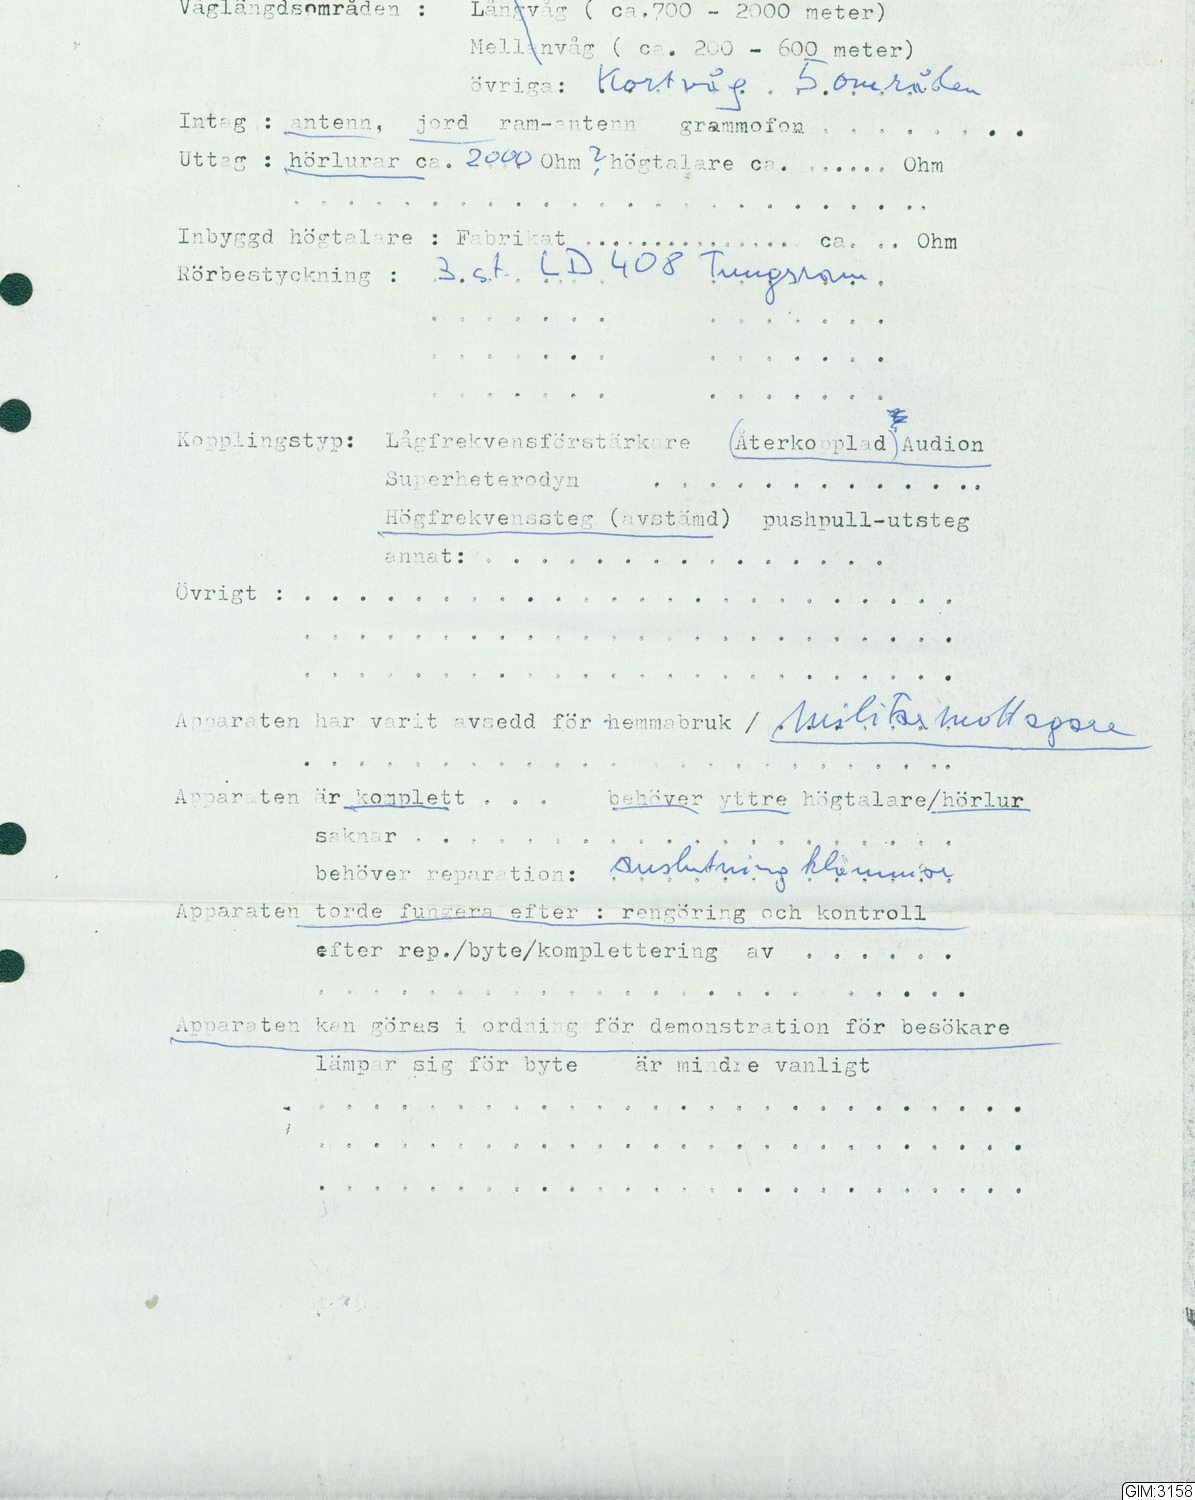 Våglängdsområden : Långvåg ( ca.700 - 2000 meter)
Mellanvåg ( ca. 200 - 600 meter)
övriga: Kortvåg . 5 områden
Intag : antenn, jord ram-antenn grammofon . . . . . . . .
Uttag : hörlurar ca. 2000 Ohm ? högtalare ca. ...... Ohm
. . . . . . . . . . . . . . . . . . . . . . . .
Inbyggd högtalare : Fabrikat ................. ca. .. Ohm
Rörbestyckning : 3 st. LD 408 Tungsram
. . . . . . . . . . . . . .
. . . . . . . . . . . . . .
. . . . . . . . . . . . . .
Kopplingstyp: Lågfrekvensförstärkare (Återkopplad) Audion
Superheterodyn . . . . . . . . . . . . .
Högfrekvenssteg (avstämd) pushpull-utsteg
annat: . . . . . . . . . . . . . . .
Övrigt : . . . . . . . . . . . . . . . . . . . . . . . .
. . . . . . . . . . . . . . . . . . . . . . . .
. . . . . . . . . . . . . . . . . . . . . . . .
Apparaten har varit avsedd för hemmabruk / Militärmottagare
. . . . . . . . . . . . . . . . . . . . . . . .
Apparaten är komplett . . . behöver yttre högtalare/hörlur
saknar . . . . . . . . . . . . . . . . . . . .
behöver reparation: anslutning klämmor
Apparaten torde fungera efter : rengöring och kontroll
efter rep./byte/komplettering av . . . . . .
. . . . . . . . . . . . . . . . . . . . . . .
Apparaten kan göras i ordning för demonstration för besökare
lämpar sig för byte är mindre vanligt
. . . . . . . . . . . . . . . . . . . . . . . . . .
. . . . . . . . . . . . . . . . . . . . . . . . . .
. . . . . . . . . . . . . . . . . . . . . . . . . .
GIM:3158